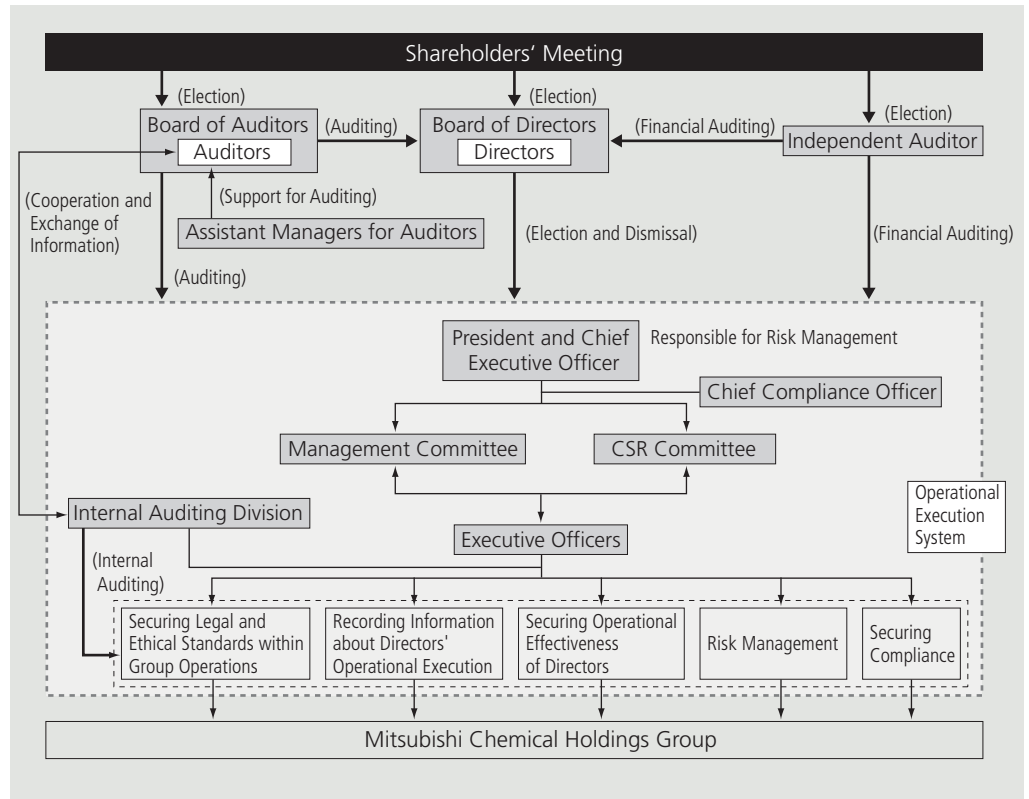 Shareholders' Meeting
(Election)
(Election)
(Election)
Board of Auditors
Auditors
(Auditing)
Board of Directors
Directors
(Financial Auditing)
Independent Auditor
(Cooperation and
Exchange of
Information)
(Support for Auditing)
Assistant Managers for Auditors
(Election and Dismissal)
(Financial Auditing)
(Auditing)
President and Chief
Executive Officer
Responsible for Risk Management
Chief Compliance Officer
Management Committee
CSR Committee
Internal Auditing Division
Operational
Execution
System
Executive Officers
(Internal
Auditing)
Securing Legal and
Ethical Standards within
Group Operations
Recording Information
about Directors'
Operational Execution
Securing Operational
Effectiveness
of Directors
Risk Management
Securing
Compliance
Mitsubishi Chemical Holdings Group